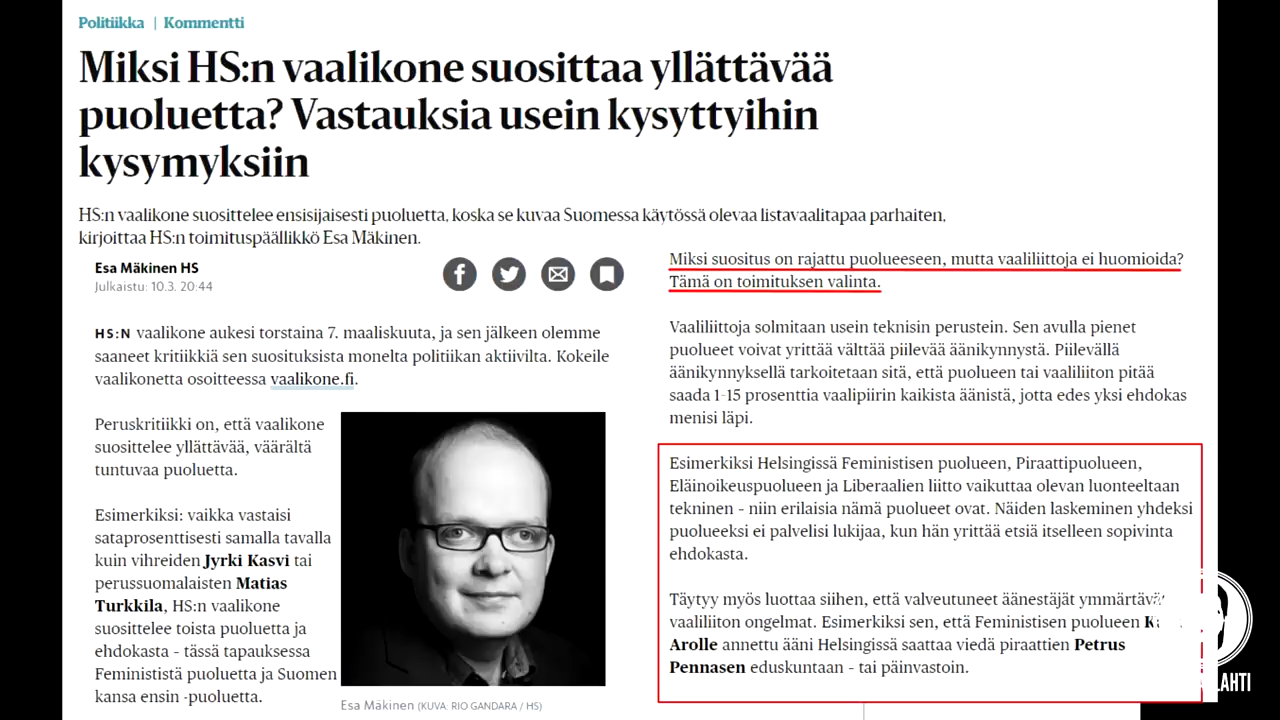 Politiikka | Kommentti
Miksi HS:n vaalikone suosittaa yllättävää
puoluetta? Vastauksia usein kysyttyihin
kysymyksiin
HS:n vaalikone suosittelee ensisijaisesti puoluetta, koska se kuvaa Suomessa käytössä olevaa listavaalitapaa parhaiten,
kirjoittaa HS:n toimituspäällikkö Esa Mäkinen.
Esa Mäkinen HS
Julkaistu: 10.3. 20:44
HS:N vaalikone aukesi torstaina 7. maaliskuuta, ja sen jälkeen olemme
saaneet kritiikkiä sen suosituksista monelta politiikan aktiivilta. Kokeile
vaalikonetta osoitteessa vaalikone.fi.
Peruskritiikki on, että vaalikone
suosittelee yllättävää, väärältä
tuntuvaa puoluetta.
Esimerkiksi: vaikka vastaisi
sataprosenttisesti samalla tavalla
kuin vihreiden Jyrki Kasvi tai
perussuomalaisten Matias
Turkkila, HS:n vaalikone
suosittelee toista puoluetta ja
ehdokasta - tässä tapauksessa
Feminististä puoluetta ja Suomen
kansa ensin -puoluetta.
Esa Mäkinen (KUVA: RIO GANDARA / HS)
Miksi suositus on rajattu puolueeseen, mutta vaaliliittoja ei huomioida?
Tämä on toimituksen valinta.
Vaaliliittoja solmitaan usein teknisin perustein. Sen avulla pienet
puolueet voivat yrittää välttää piilevää äänikynnystä. Piilevällä
äänikynnyksellä tarkoitetaan sitä, että puolueen tai vaaliliiton pitää
saada 1-15 prosenttia vaalipiirin kaikista äänistä, jotta edes yksi ehdokas
menisi läpi.
Esimerkiksi Helsingissä Feministisen puolueen, Piraattipuolueen,
Eläinoikeuspuolueen ja Liberaalien liitto vaikuttaa olevan luonteeltaan
tekninen - niin erilaisia nämä puolueet ovat. Näiden laskeminen yhdeksi
puolueeksi ei palvelisi lukijaa, kun hän yrittää etsiä itselleen sopivinta
ehdokasta.
Täytyy myös luottaa siihen, että valveutuneet äänestäjät ymmärtävät
vaaliliiton ongelmat. Esimerkiksi sen, että Feministisen puolueen
Arolle annettu ääni Helsingissä saattaa viedä piraattien Petrus
Pennasen eduskuntaan - tai päinvastoin.
LAHTI